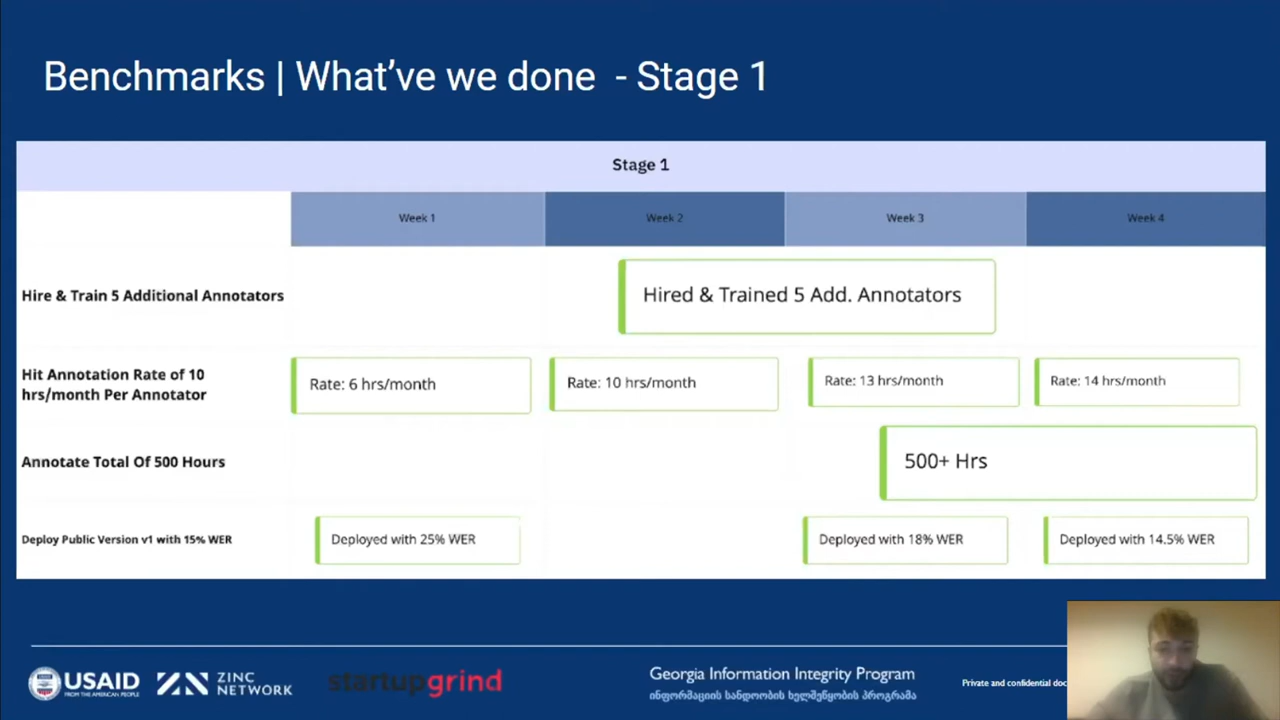 Benchmarks | What’ve we done - Stage 1
Stage 1
Week 1
Week 2
Week 3
Week 4
Hire & Train 5 Additional Annotators
Hired & Trained 5 Add. Annotators
Hit Annotation Rate of 10
hrs/month Per Annotator
Rate: 6 hrs/month
Rate: 10 hrs/month
Rate: 13 hrs/month
Rate: 14 hrs/month
Annotate Total Of 500 Hours
500+ Hrs
Deploy Public Version v1 with 15% WER
Deployed with 25% WER
Deployed with 18% WER
Deployed with 14.5% WER
USAID
FROM THE AMERICAN PEOPLE
ZINC
NETWORK
startupgrind
Georgia Information Integrity Program
ინფორმაციის სანდოობის ხელშეწყობის პროგრამა
Private and confidential doc